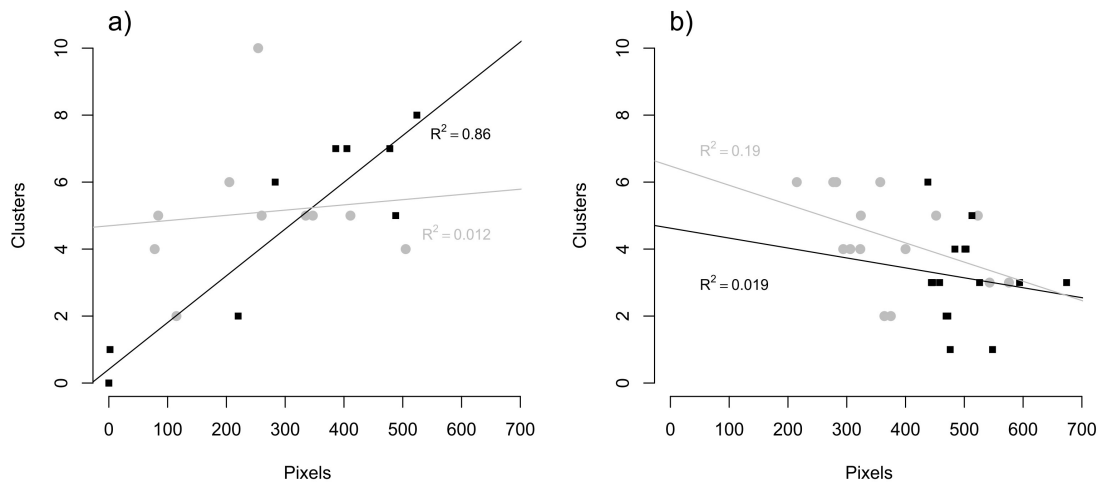 a)
Clusters
10
8
6
4
2
0
R² = 0.86
R² = 0.012
0 100 200 300 400 500 600 700
Pixels
b)
Clusters
10
8
6
4
2
0
R² = 0.19
R² = 0.019
0 100 200 300 400 500 600 700
Pixels